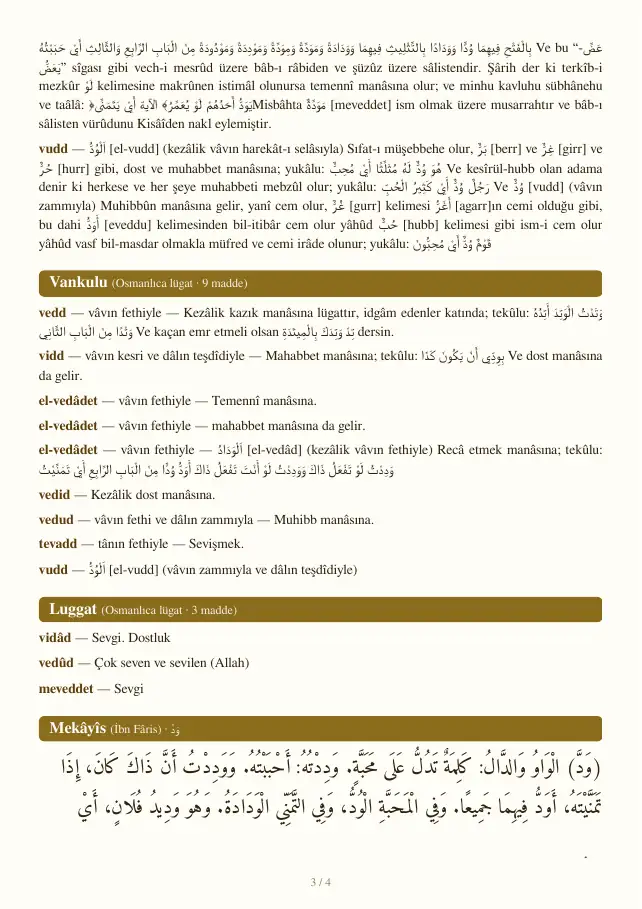 بِالْفَتْحِ فِيهِمَا وُدًّا وَوَدَادًا بِالتَّثْلِيثِ فِيهِمَا وَوَدَادَةً وَمَوَدَّةً وَمَوِدَّةً وَمَوْدِدَةً وَمَوْدُودَةً مِنَ الْبَابِ الرَّابِعِ وَالثَّالِثِ أَيْ حَبَبْتُهُ Ve bu “عَضَّ-
يَعَضُّ” sîgası gibi vech-i mesrûd üzere bâb-ı râbiden ve şüzûz üzere sâlistendir. Şârih der ki terkîb-i
mezkûr لَوْ kelimesine makrûnen istimâl olunursa temennî manâsına olur; ve minhu kavluhu sübhânehu
ve taâlâ: ﴿يَوَدُّ أَحَدُهُمْ لَوْ يُعَمَّرُ﴾ الآية أَيْ يَتَمَنَّىMisbâhta مَوَدَّةٌ [meveddet] ism olmak üzere musarrahtır ve bâb-ı
sâlisten vürûdunu Kisâîden nakl eylemiştir.
vudd — اَلْوُدُّ [el-vudd] (kezâlik vâvın harekât-ı selâsıyla) Sıfat-ı müşebbehe olur, بَرٌّ [berr] ve غِرٌّ [girr] ve
حُرٌّ [hurr] gibi, dost ve muhabbet manâsına; yukâlu: هُوَ وُدٌّ لَهُ مُثَلَّثًا أَيْ مُحِبٌّ Ve kesîrül-hubb olan adama
denir ki herkese ve her şeye muhabbeti mebzûl olur; yukâlu: رَجُلٌ وُدٌّ أَيْ كَثِيرُ الْحُبِّ Ve وُدٌّ [vudd] (vâvın
zammıyla) Muhibbûn manâsına gelir, yanî cem olur, غُرٌّ [gurr] kelimesi أَغَرُّ [agarr]ın cemi olduğu gibi,
bu dahi أَوَدُّ [eveddu] kelimesinden bil-itibâr cem olur yâhûd حُبٌّ [hubb] kelimesi gibi ism-i cem olur
yâhûd vasf bil-masdar olmakla müfred ve cemi irâde olunur; yukâlu: قَوْمٌ وُدٌّ أَيْ مُحِبُّونَ
Vankulu (Osmanlıca lügat · 9 madde)
vedd — vâvın fethiyle — Kezâlik kazık manâsına lügattır, idgâm edenler katında; tekûlu: وَتَدْتُ الْوَتِدَ أَتِدُهُ
وَتْدًا مِنَ الْبَابِ الثَّانِي Ve kaçan emr etmeli olsan تِدْ وَتِدَكَ بِالْمِيتَدَةِ dersin.
vidd — vâvın kesri ve dâlın teşdîdiyle — Mahabbet manâsına; tekûlu: بِوِدِّي أَنْ يَكُونَ كَذَا Ve dost manâsına
da gelir.
el-vedâdet — vâvın fethiyle — Temennî manâsına.
el-vedâdet — vâvın fethiyle — mahabbet manâsına da gelir.
el-vedâdet — vâvın fethiyle — اَلْوَدَادُ [el-vedâd] (kezâlik vâvın fethiyle) Recâ etmek manâsına; tekûlu:
وَدِدْتُ لَوْ تَفْعَلُ ذَاكَ وَوَدِدْتُ لَوْ أَنَّكَ تَفْعَلُ ذَاكَ أَوَدُّ وُدًّا مِنَ الْبَابِ الرَّابِعِ أَيْ تَمَنَّيْتُ
vedid — Kezâlik dost manâsına.
vedud — vâvın fethi ve dâlın zammıyla — Muhibb manâsına.
tevadd — tânın fethiyle — Sevişmek.
vudd — اَلْوُدُّ [el-vudd] (vâvın zammıyla ve dâlın teşdîdiyle)
Luggat (Osmanlıca lügat · 3 madde)
vidâd — Sevgi. Dostluk
vedûd — Çok seven ve sevilen (Allah)
meveddet — Sevgi
Mekâyîs (İbn Fâris) · وَدَّ
(وَدَّ) الْوَاوُ وَالدَّالُ: كَلِمَةٌ تَدُلُّ عَلَى مَحَبَّةٍ. وَدِدْتُهُ: أَحْبَبْتُهُ. وَوَدِدْتُ أَنَّ ذَاكَ كَانَ، إِذَا
تَمَنَّيْتَهُ، أَوَدُّ فِيهِمَا جَمِيعًا. وَفِي الْمَحَبَّةِ الْوُدُّ، وَفِي التَّمَنِّي الْوَدَادَةُ. وَهُوَ وَدِيدُ فُلَانٍ، أَيْ
3 / 4